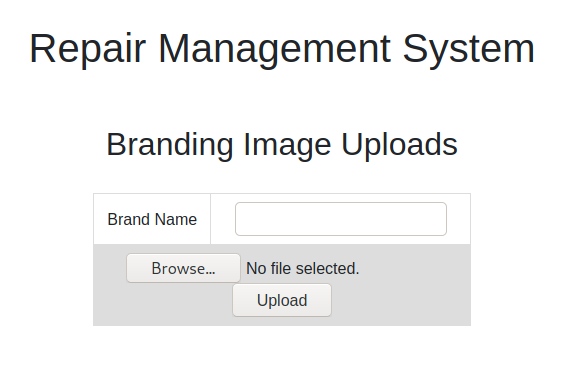 Repair Management System
Branding Image Uploads
Brand Name
Browse... No file selected.
Upload